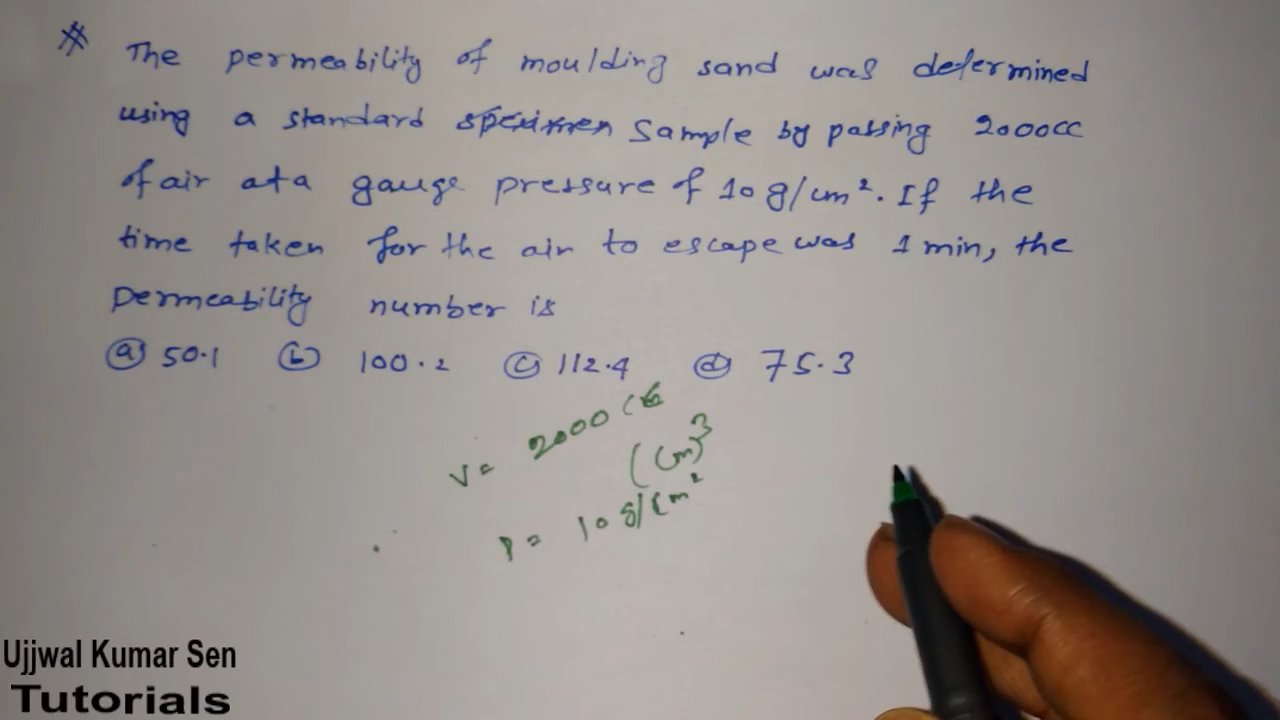 # The permeability of moulding sand was determined
using a standard specimen Sample by passing 2000cc
of air at a gauge pressure of 10 g/cm². If the
time taken for the air to escape was 1 min, the
permeability number is
(a) 50.1 (b) 100.2 (c) 112.4 (d) 75.3
V = 2000 cc
(cm)³
P = 10 g/cm²
Ujjwal Kumar Sen
Tutorials